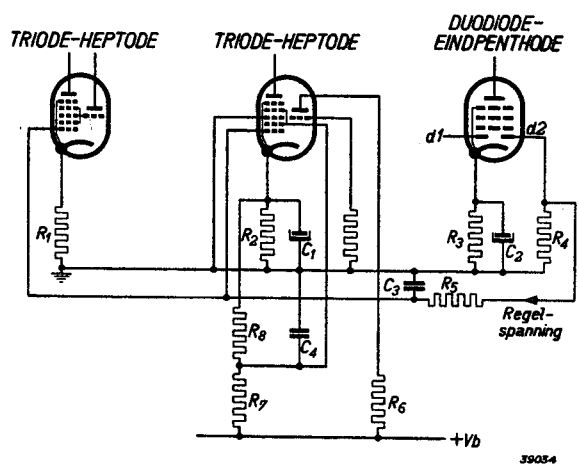 TRIODE-HEPTODE
TRIODE-HEPTODE
DUODIODE-
EINDPENTHODE
d1
d2
R1
R2
C1
R3
C2
R4
C3
R5
Regel-
spanning
R8
C4
R7
R6
+Vb
39034